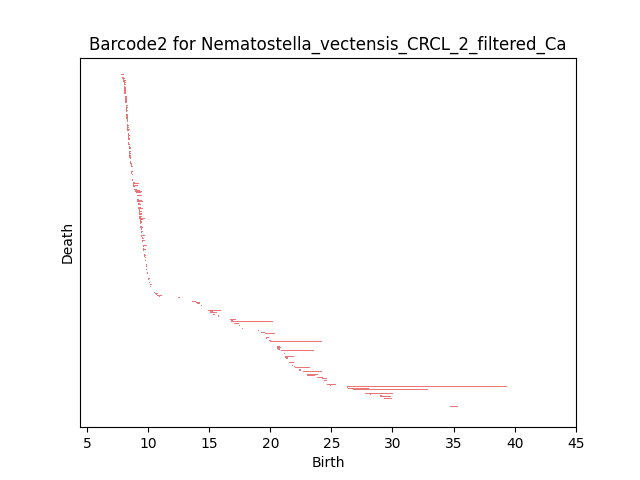 Barcode2 for Nematostella_vectensis_CRCL_2_filtered_Ca
Death
5 10 15 20 25 30 35 40 45
Birth